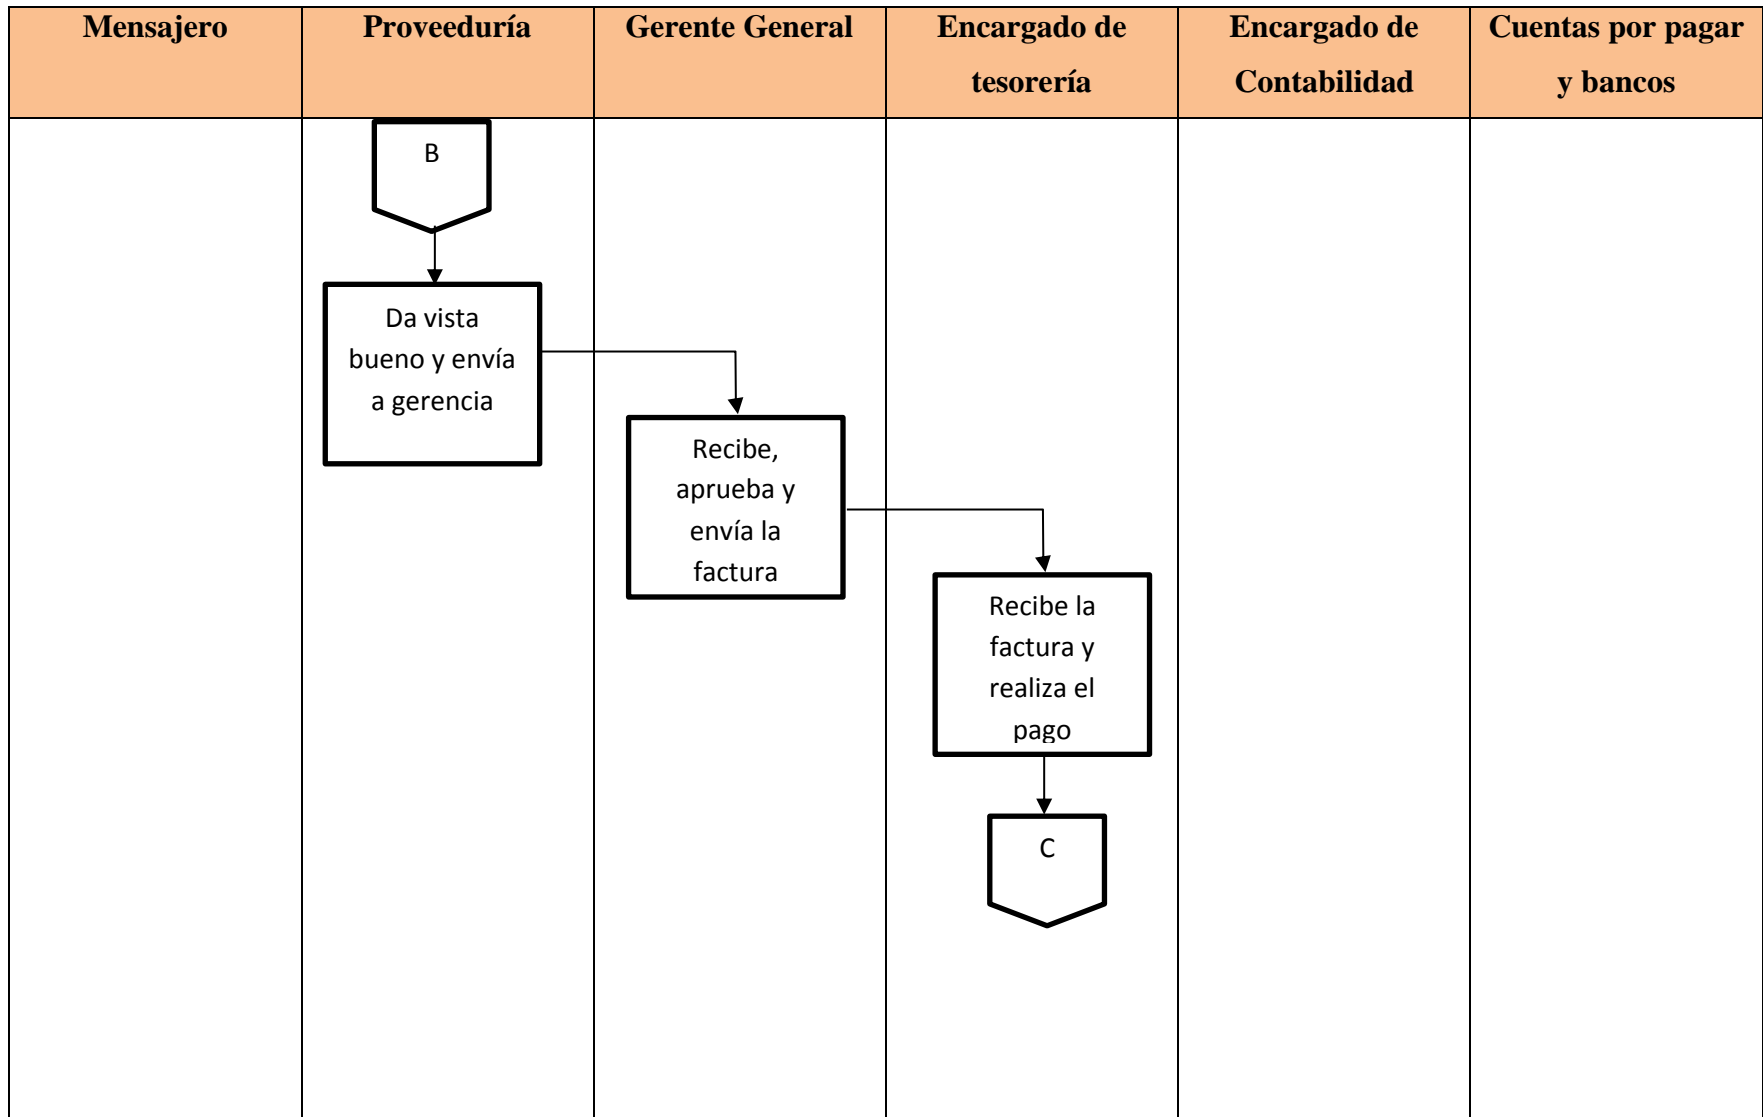 Mensajero
Proveeduría
Gerente General
Encargado de
tesorería
Encargado de
Contabilidad
Cuentas por pagar
y bancos
B
Da vista
bueno y envía
a gerencia
Recibe,
aprueba y
envía la
factura
Recibe la
factura y
realiza el
pago
C